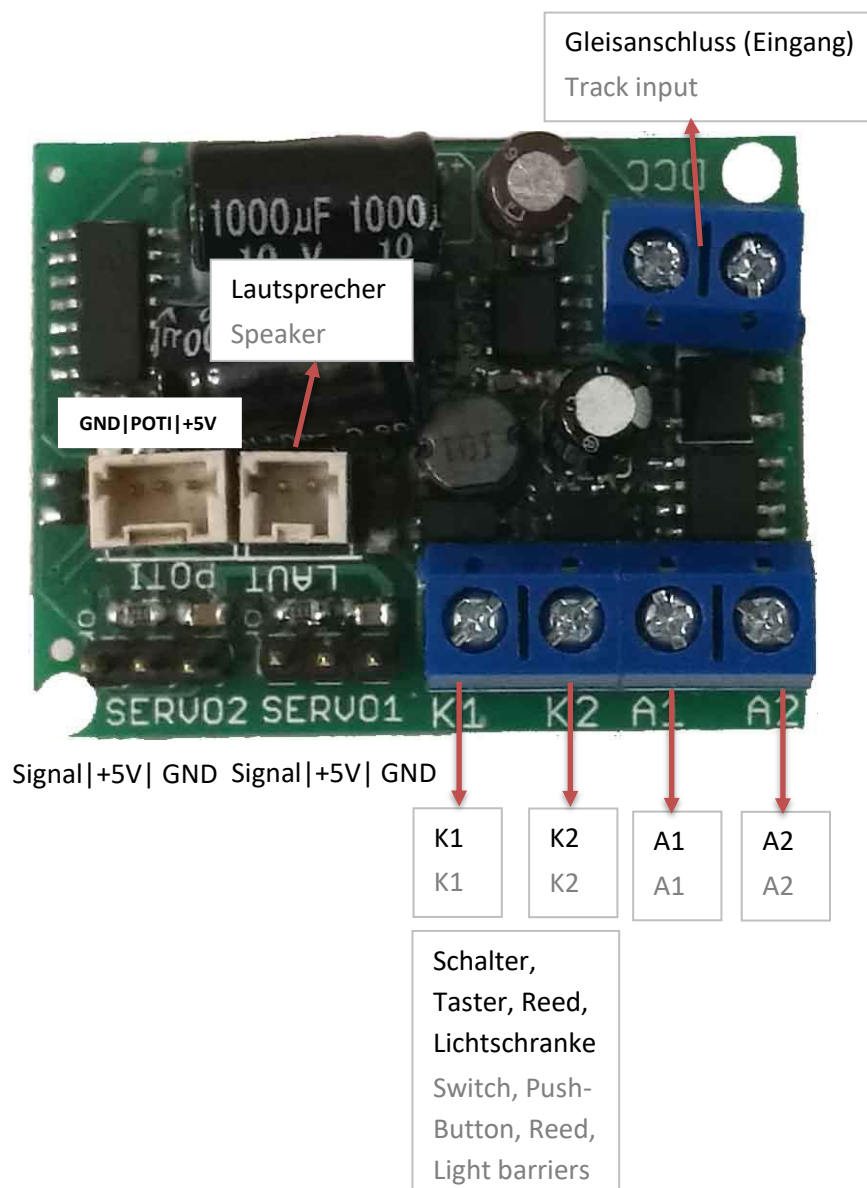 Gleisanschluss (Eingang)
Track input
DCC
1000µF 1000
10 V 10
Lautsprecher
Speaker
GND|POTI|+5V
POTI
LAUT
SERVO2 SERVO1 K1 K2 A1 A2
Signal|+5V| GND Signal|+5V| GND
K1
K1
K2
K2
A1
A1
A2
A2
Schalter,
Taster, Reed,
Lichtschranke
Switch, Push-
Button, Reed,
Light barriers